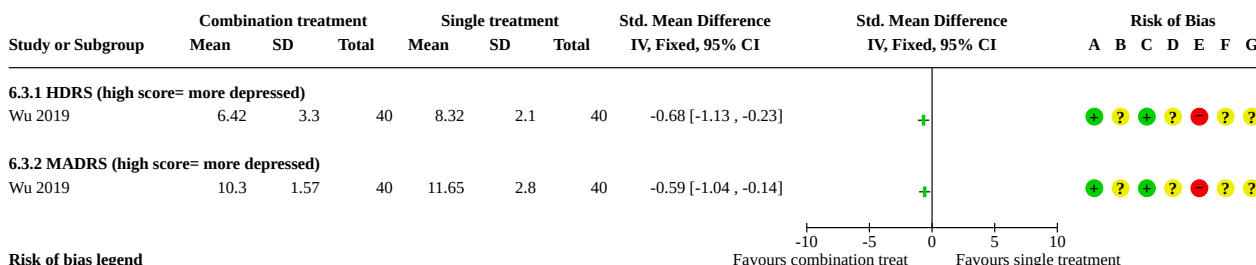 Combination treatment Single treatment Std. Mean Difference Std. Mean Difference Risk of Bias
Study or Subgroup Mean SD Total Mean SD Total IV, Fixed, 95% CI IV, Fixed, 95% CI A B C D E F G
6.3.1 HDRS (high score= more depressed)
Wu 2019 6.42 3.3 40 8.32 2.1 40 -0.68 [-1.13 , -0.23] + ? + ? − ? ?
6.3.2 MADRS (high score= more depressed)
Wu 2019 10.3 1.57 40 11.65 2.8 40 -0.59 [-1.04 , -0.14] + ? + ? − ? ?
-10 -5 0 5 10
Favours combination treat Favours single treatment
Risk of bias legend